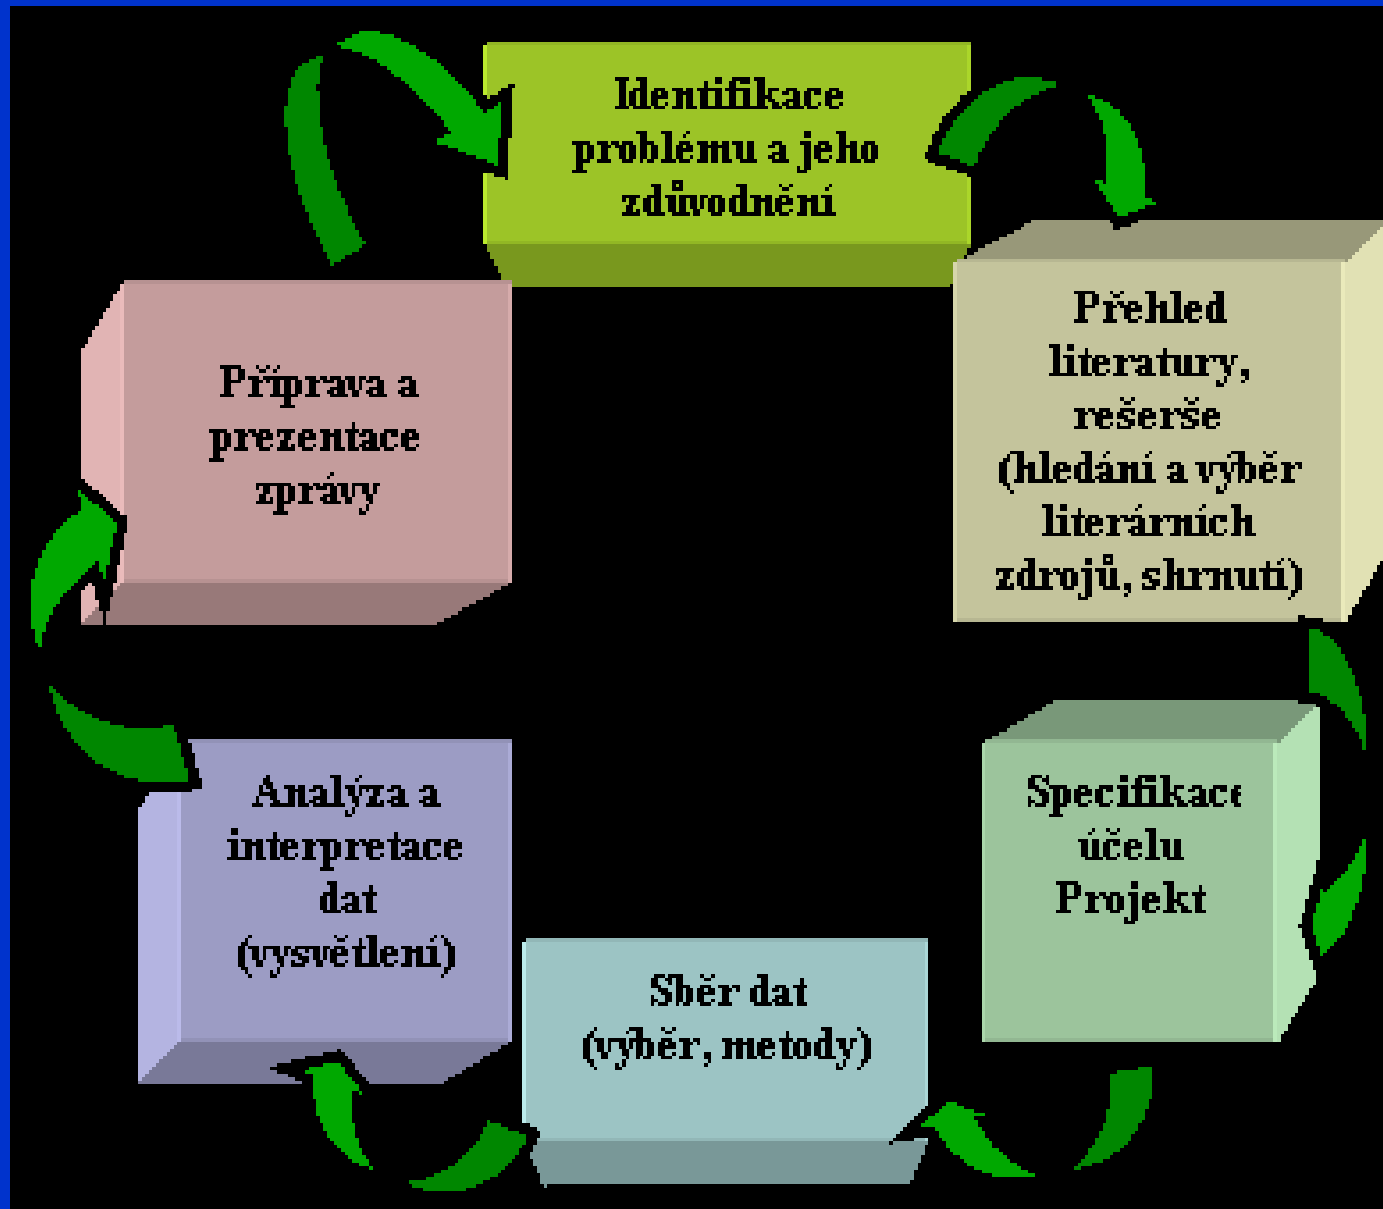 Identifikace
problému a jeho
zdůvodnění
Přehled
literatury,
rešerše
(hledání a výběr
literárních
zdrojů, shrnutí)
Specifikace
účelu
Projekt
Sběr dat
(výběr, metody)
Analýza a
interpretace
dat
(vysvětlení)
Příprava a
prezentace
zprávy